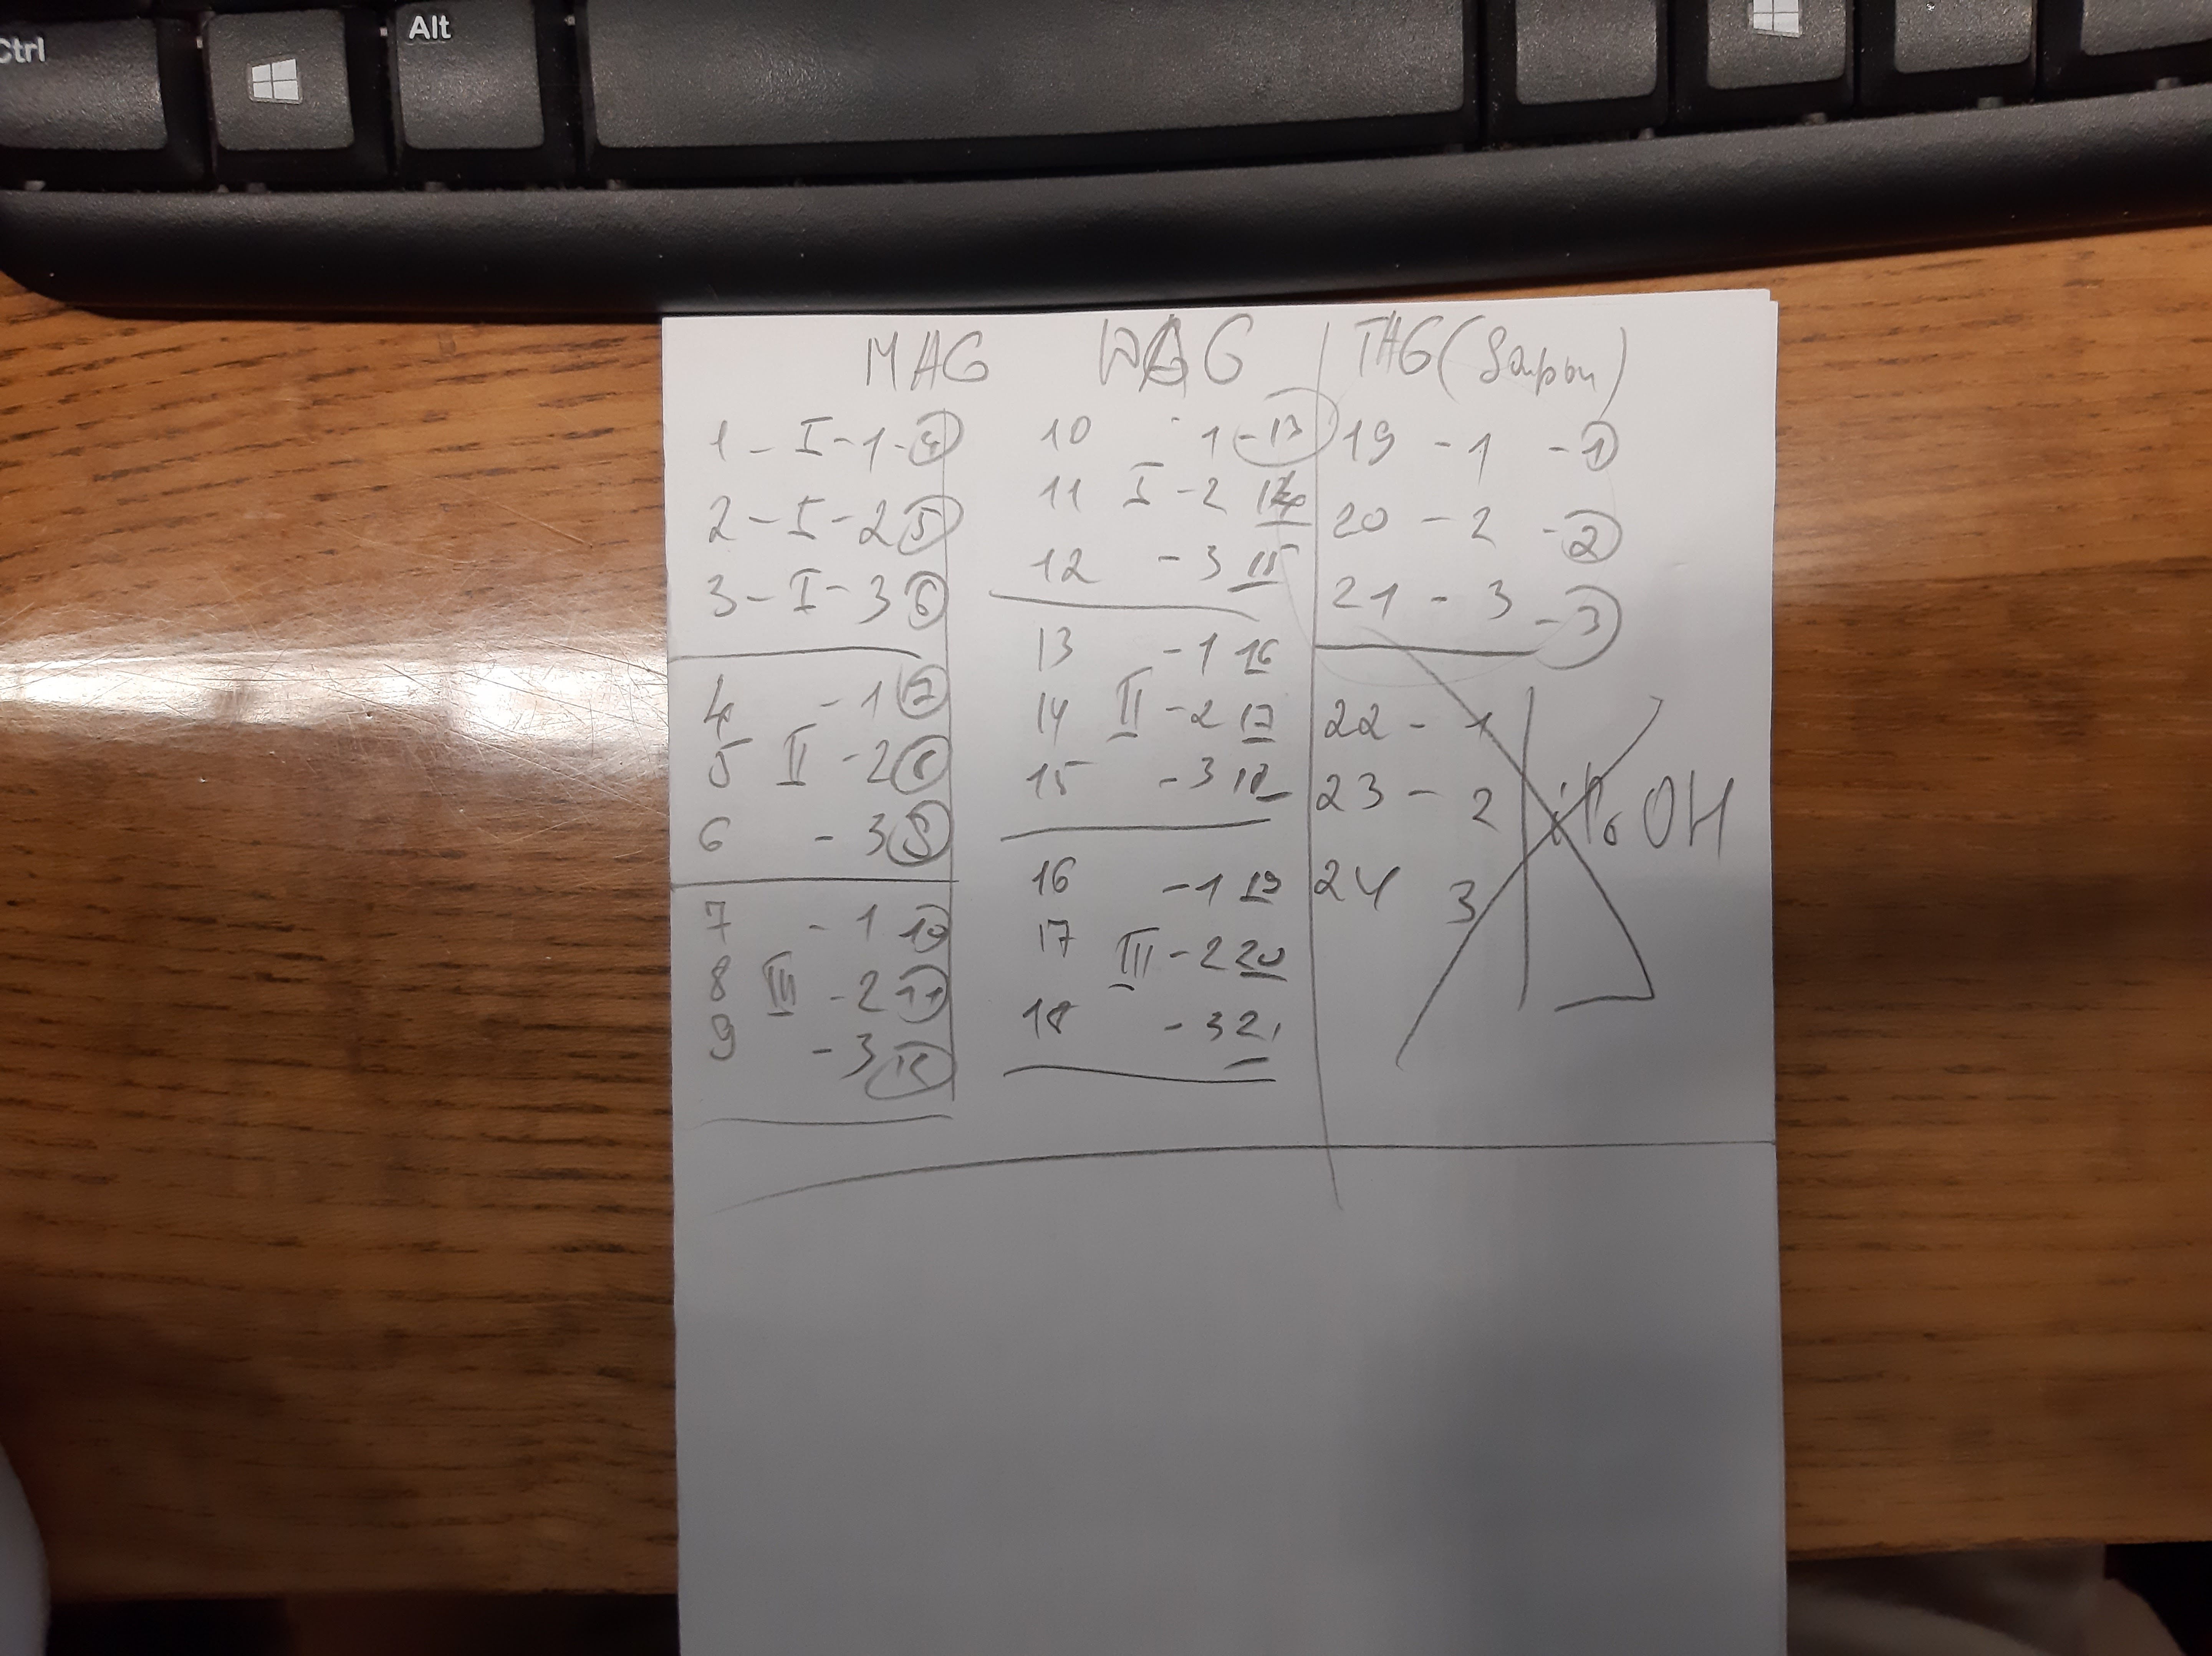 Ctrl
Alt
MAG DAG TAG (Sapon)
1 - I - 1 - 4
2 - I - 2 5
3 - I - 3 6
4 - 1 7
5 II - 2 8
6 - 3 9
7 - 1 10
8 III - 2 11
9 - 3 12
10 1 - 13
11 I - 2 14
12 - 3 15
13 - 1 16
14 II - 2 17
15 - 3 18
16 - 1 19
17 III - 2 20
18 - 3 21
19 - 1 - 1
20 - 2 - 2
21 - 3 - 3
22 - 1
23 - 2
24 3
OH